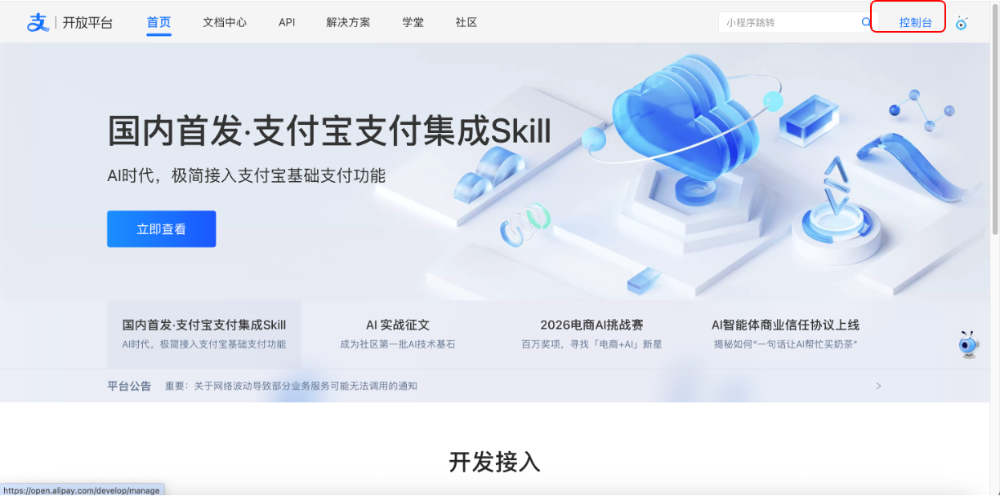 支 | 开放平台 首页 文档中心 API 解决方案 学堂 社区 小程序跳转 控制台
国内首发·支付宝支付集成Skill
AI时代，极简接入支付宝基础支付功能
立即查看
国内首发·支付宝支付集成Skill AI 实战征文 2026电商AI挑战赛 AI智能体商业信任协议上线
AI时代，极简接入支付宝基础支付功能 成为社区第一批AI技术基石 百万奖项，寻找「电商+AI」新星 揭秘如何“一句话让AI帮忙买奶茶”
平台公告 重要：关于网络波动导致部分业务服务可能无法调用的通知
开发接入
https://open.alipay.com/develop/manage